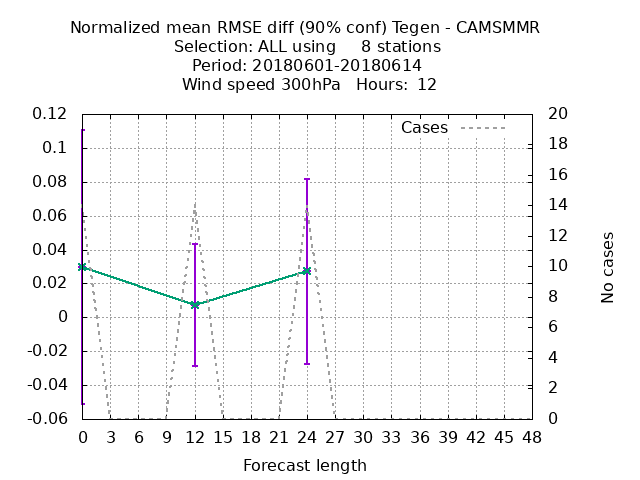 Normalized mean RMSE diff (90% conf) Tegen - CAMSMMR
Selection: ALL using 8 stations
Period: 20180601-20180614
Wind speed 300hPa Hours: 12
Cases
0.12
0.1
0.08
0.06
0.04
0.02
0
-0.02
-0.04
-0.06
20
18
16
14
12
10
8
6
4
2
0
No cases
0 3 6 9 12 15 18 21 24 27 30 33 36 39 42 45 48
Forecast length